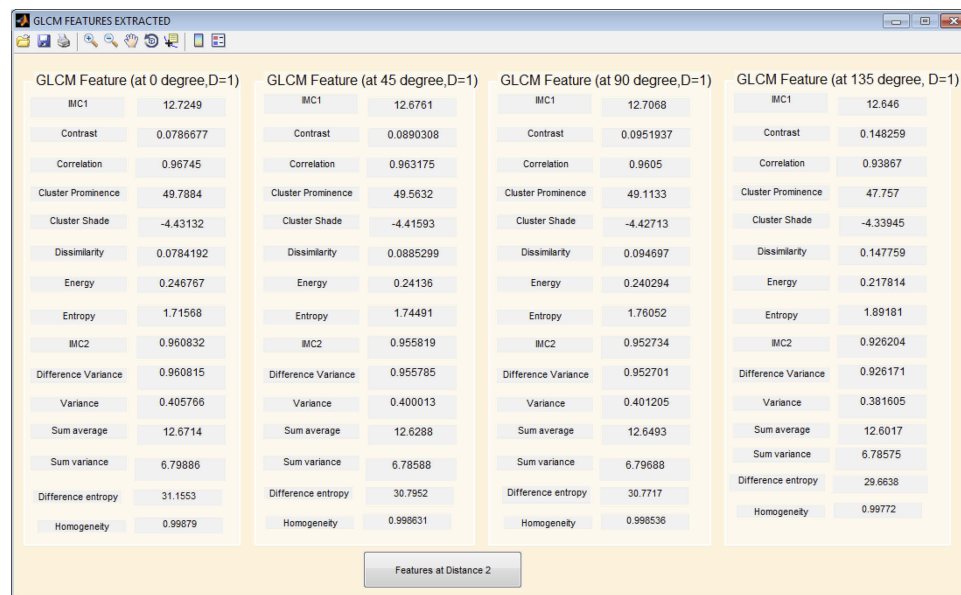 GLCM FEATURES EXTRACTED
GLCM Feature (at 0 degree,D=1)
IMC1 12.7249
Contrast 0.0786677
Correlation 0.96745
Cluster Prominence 49.7884
Cluster Shade -4.43132
Dissimilarity 0.0784192
Energy 0.246767
Entropy 1.71568
IMC2 0.960832
Difference Variance 0.960815
Variance 0.405766
Sum average 12.6714
Sum variance 6.79886
Difference entropy 31.1553
Homogeneity 0.99879
GLCM Feature (at 45 degree,D=1)
IMC1 12.6761
Contrast 0.0890308
Correlation 0.963175
Cluster Prominence 49.5632
Cluster Shade -4.41593
Dissimilarity 0.0885299
Energy 0.24136
Entropy 1.74491
IMC2 0.955819
Difference Variance 0.955785
Variance 0.400013
Sum average 12.6288
Sum variance 6.78588
Difference entropy 30.7952
Homogeneity 0.998631
GLCM Feature (at 90 degree,D=1)
IMC1 12.7068
Contrast 0.0951937
Correlation 0.9605
Cluster Prominence 49.1133
Cluster Shade -4.42713
Dissimilarity 0.094697
Energy 0.240294
Entropy 1.76052
IMC2 0.952734
Difference Variance 0.952701
Variance 0.401205
Sum average 12.6493
Sum variance 6.79688
Difference entropy 30.7717
Homogeneity 0.998536
GLCM Feature (at 135 degree, D=1)
IMC1 12.646
Contrast 0.148259
Correlation 0.93867
Cluster Prominence 47.757
Cluster Shade -4.33945
Dissimilarity 0.147759
Energy 0.217814
Entropy 1.89181
IMC2 0.926204
Difference Variance 0.926171
Variance 0.381605
Sum average 12.6017
Sum variance 6.78575
Difference entropy 29.6638
Homogeneity 0.99772
Features at Distance 2